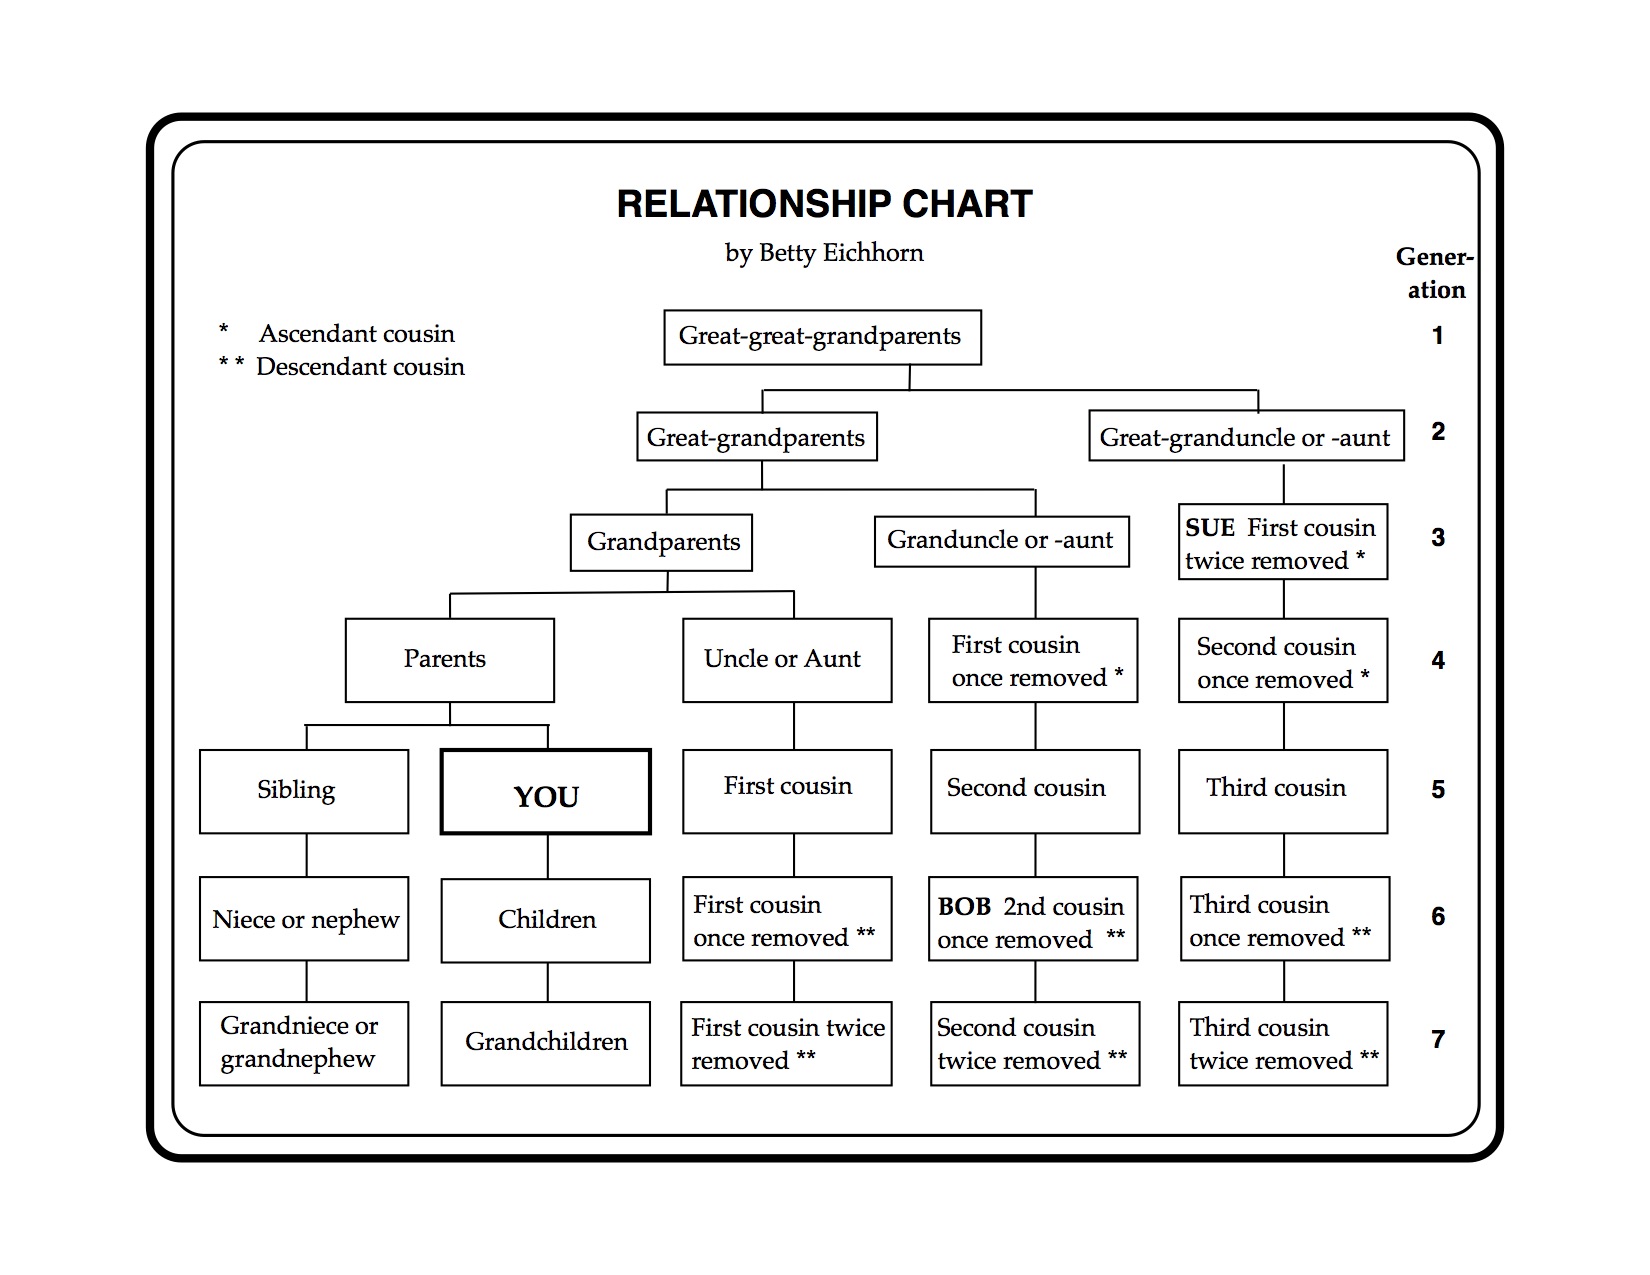 RELATIONSHIP CHART
by Betty Eichhorn
Gener-
ation
* Ascendant cousin
** Descendant cousin
Great-great-grandparents
1
Great-grandparents
Great-granduncle or -aunt
2
Grandparents
Granduncle or -aunt
SUE First cousin
twice removed *
3
Parents
Uncle or Aunt
First cousin
once removed *
Second cousin
once removed *
4
Sibling
YOU
First cousin
Second cousin
Third cousin
5
Niece or nephew
Children
First cousin
once removed **
BOB 2nd cousin
once removed **
Third cousin
once removed **
6
Grandniece or
grandnephew
Grandchildren
First cousin twice
removed **
Second cousin
twice removed **
Third cousin
twice removed **
7